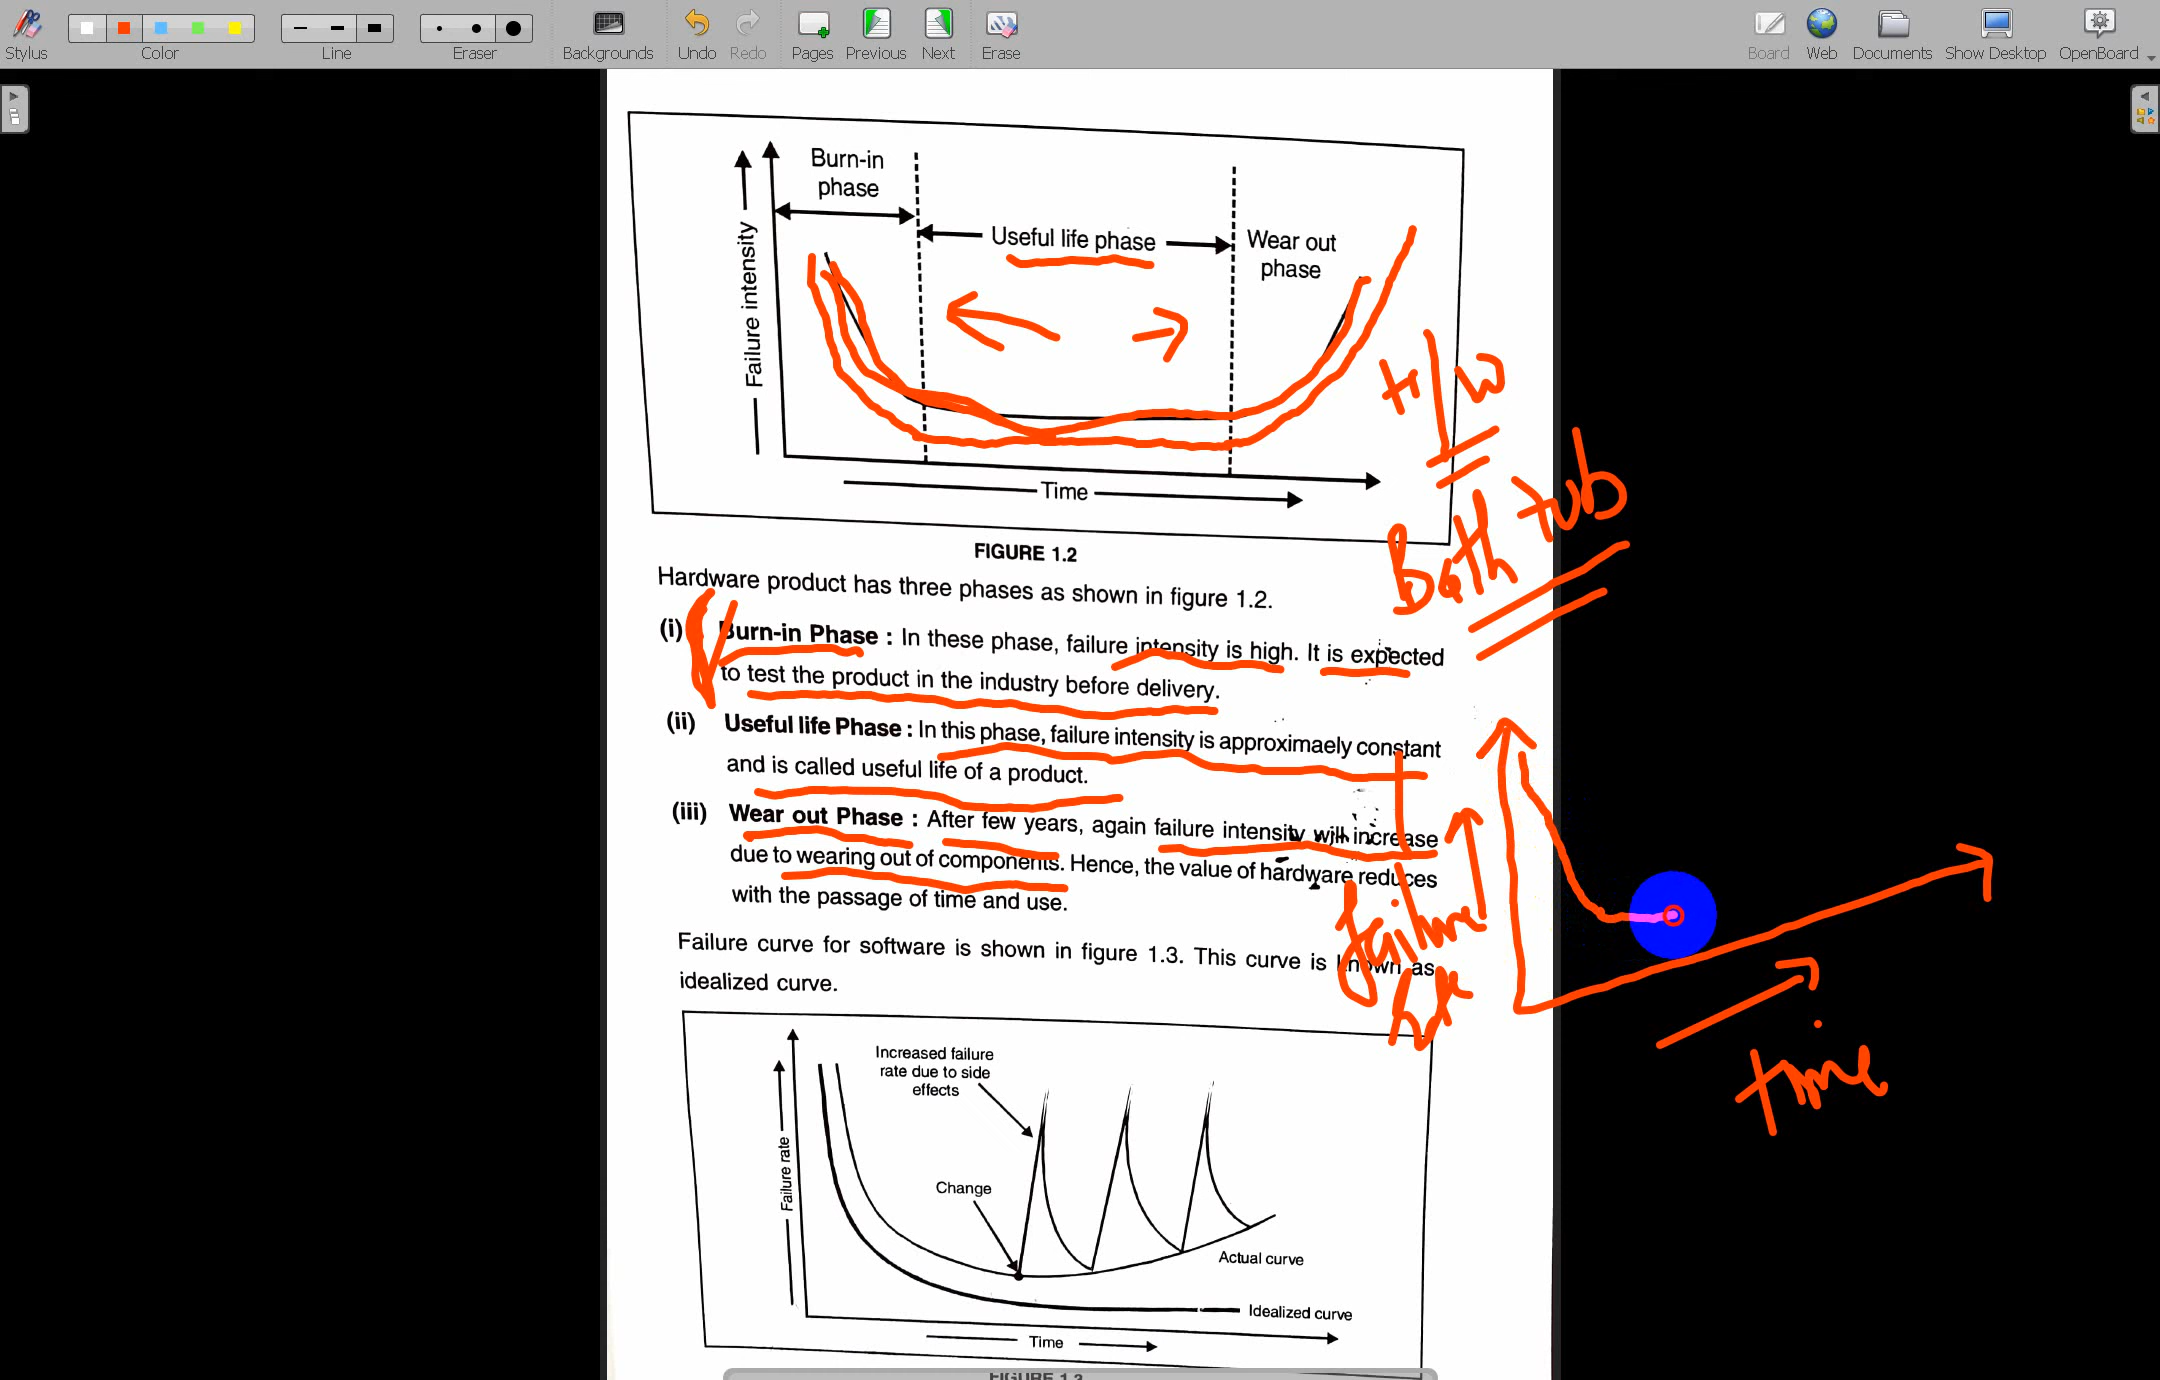 Stylus
Color
Line
Eraser
Backgrounds
Undo
Redo
Pages
Previous
Next
Erase
Board
Web
Documents
Show Desktop
OpenBoard
Burn-in
phase
Useful life phase
Wear out
phase
Failure intensity
Time
H/W
Bath tub
FIGURE 1.2
Hardware product has three phases as shown in figure 1.2.
(i) Burn-in Phase : In these phase, failure intensity is high. It is expected
to test the product in the industry before delivery.
(ii) Useful life Phase : In this phase, failure intensity is approximaely constant
and is called useful life of a product.
(iii) Wear out Phase : After few years, again failure intensity will increase
due to wearing out of components. Hence, the value of hardware reduces
with the passage of time and use.
failure
time
Failure curve for software is shown in figure 1.3. This curve is known as
idealized curve.
Increased failure
rate due to side
effects
Change
Failure rate
Actual curve
Idealized curve
Time
FIGURE 1.3